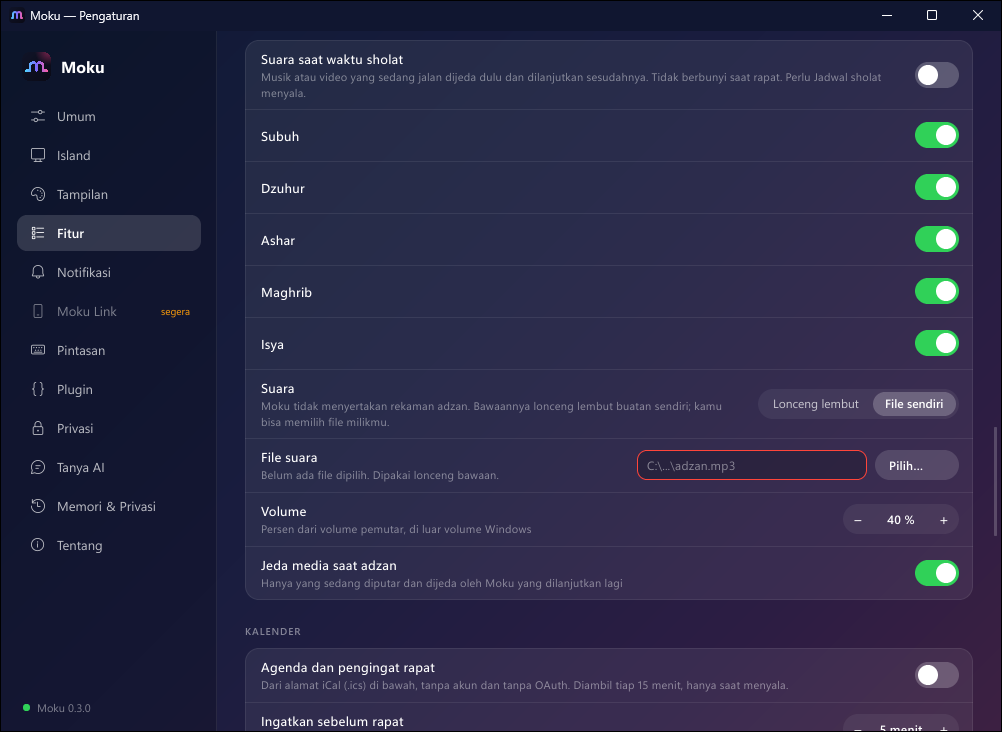 Moku — Pengaturan
Moku
Umum
Island
Tampilan
Fitur
Notifikasi
Moku Link
segera
Pintasan
Plugin
Privasi
Tanya AI
Memori & Privasi
Tentang
Moku 0.3.0
Suara saat waktu sholat
Musik atau video yang sedang jalan dijeda dulu dan dilanjutkan sesudahnya. Tidak berbunyi saat rapat. Perlu Jadwal sholat
menyala.
Subuh
Dzuhur
Ashar
Maghrib
Isya
Suara
Moku tidak menyertakan rekaman adzan. Bawaannya lonceng lembut buatan sendiri; kamu
bisa memilih file milikmu.
Lonceng lembut
File sendiri
File suara
Belum ada file dipilih. Dipakai lonceng bawaan.
C:\...\adzan.mp3
Pilih...
Volume
Persen dari volume pemutar, di luar volume Windows
− 40 % +
Jeda media saat adzan
Hanya yang sedang diputar dan dijeda oleh Moku yang dilanjutkan lagi
KALENDER
Agenda dan pengingat rapat
Dari alamat iCal (.ics) di bawah, tanpa akun dan tanpa OAuth. Diambil tiap 15 menit, hanya saat menyala.
Ingatkan sebelum rapat
− 5 menit +